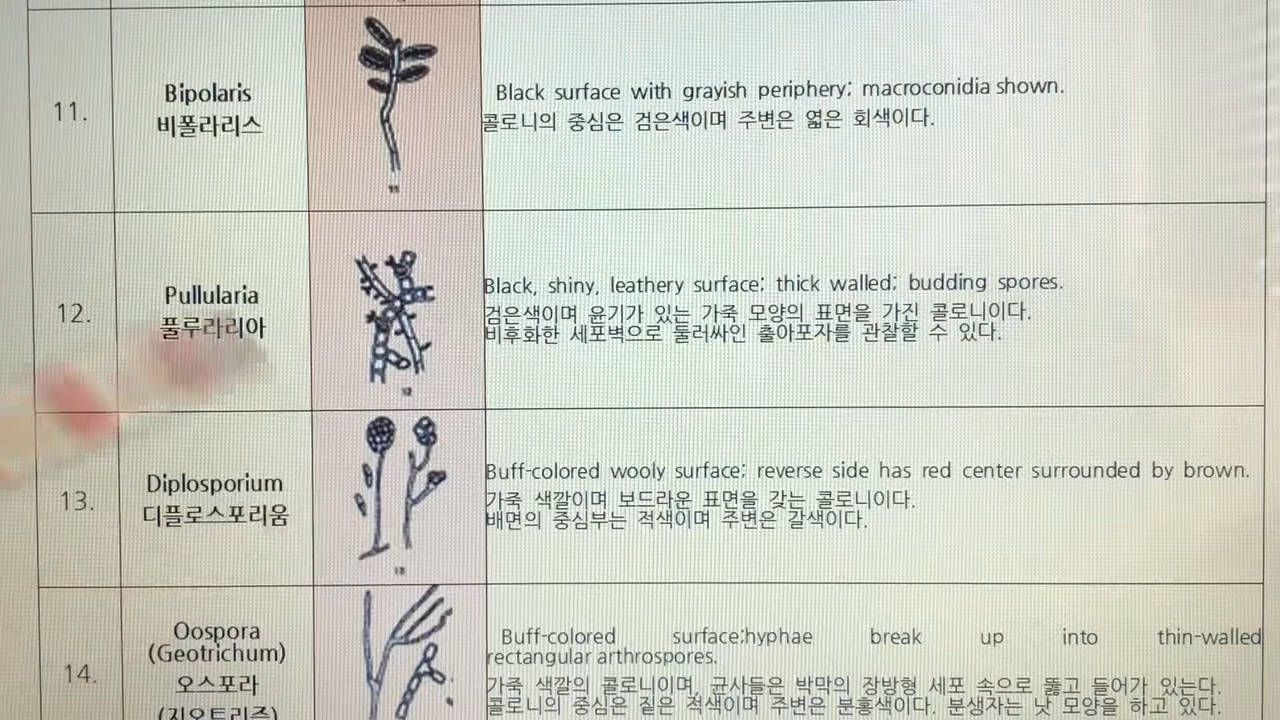 11.
Bipolaris
비폴라리스
11
Black surface with grayish periphery; macroconidia shown.
콜로니의 중심은 검은색이며 주변은 엷은 회색이다.
12.
Pullularia
풀루라리아
12
Black, shiny, leathery surface; thick walled; budding spores.
검은색이며 윤기가 있는 가죽 모양의 표면을 가진 콜로니이다.
비후화한 세포벽으로 둘러싸인 출아포자를 관찰할 수 있다.
13.
Diplosporium
디플로스포리움
13
Buff-colored wooly surface; reverse side has red center surrounded by brown.
가죽 색깔이며 보드라운 표면을 갖는 콜로니이다.
배면의 중심부는 적색이며 주변은 갈색이다.
14.
Oospora
(Geotrichum)
오스포라
(지오트리즘)
Buff-colored surface;hyphae break up into thin-walled
rectangular arthrospores.
가죽 색깔의 콜로니이며, 균사들은 박막의 장방형 세포 속으로 뚫고 들어가 있는다.
콜로니의 중심은 짙은 적색이며 주변은 분홍색이다. 분생자는 낫 모양을 하고 있다.